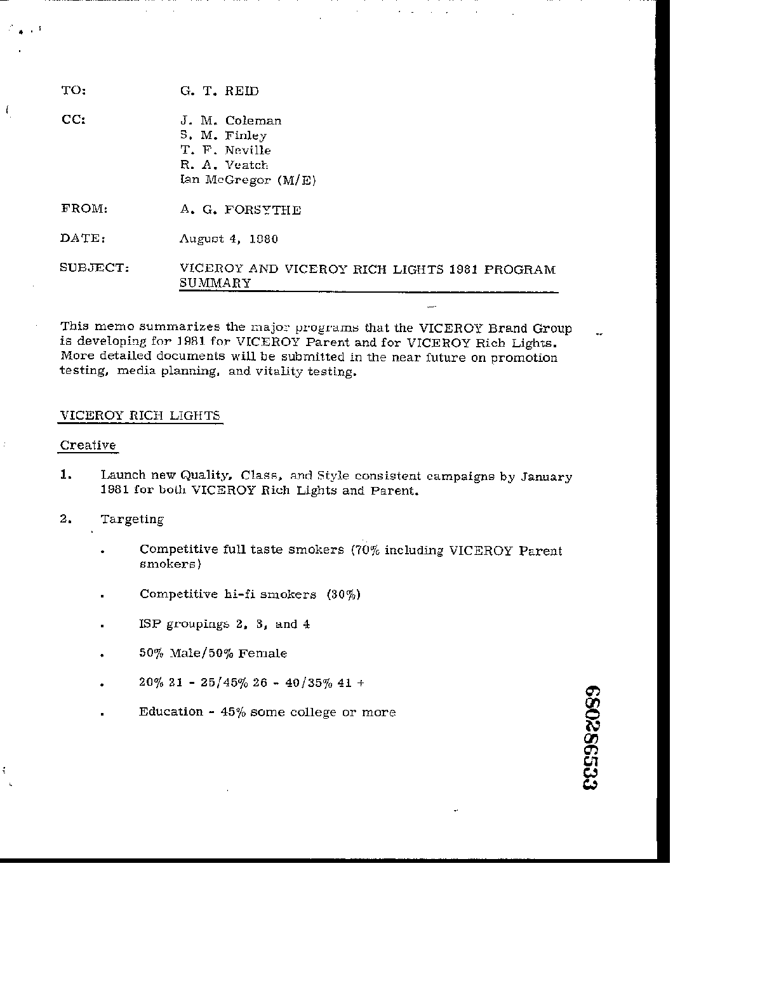 TO: G. T. REID
CC: J. M. Coleman
S. M. Finley
T. F. Neville
R. A. Veatch
Ian McGregor (M/E)
FROM: A. G. FORSYTHE
DATE: August 4, 1980
SUBJECT: VICEROY AND VICEROY RICH LIGHTS 1981 PROGRAM
SUMMARY
This memo summarizes the major programs that the VICEROY Brand Group
is developing for 1981 for VICEROY Parent and for VICEROY Rich Lights.
More detailed documents will be submitted in the near future on promotion
testing, media planning, and vitality testing.
VICEROY RICH LIGHTS
Creative
1. Launch new Quality, Class, and Style consistent campaigns by January
1981 for both VICEROY Rich Lights and Parent.
2. Targeting
. Competitive full taste smokers (70% including VICEROY Parent
smokers)
. Competitive hi-fi smokers (30%)
. ISP groupings 2, 3, and 4
. 50% Male/50% Female
. 20% 21 - 25/45% 26 - 40/35% 41 +
. Education - 45% some college or more
680286533